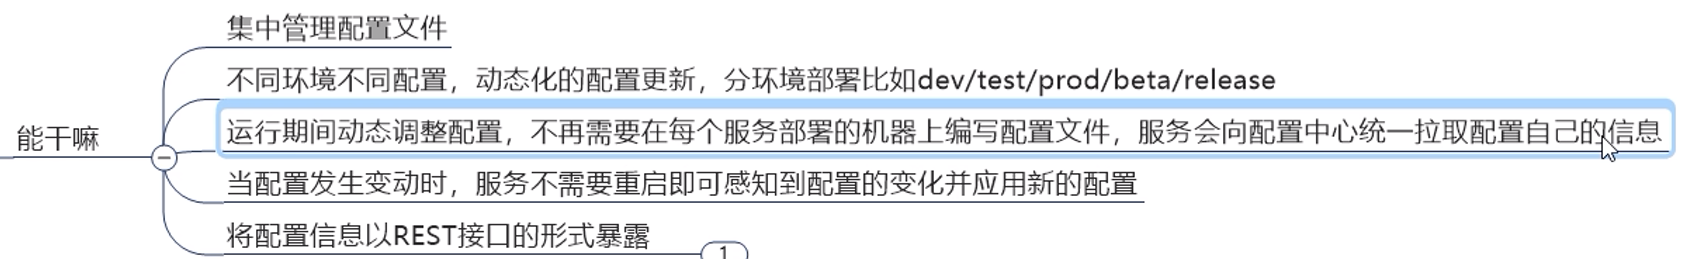 集中管理配置文件
不同环境不同配置，动态化的配置更新，分环境部署比如dev/test/prod/beta/release
能干嘛
运行期间动态调整配置，不再需要在每个服务部署的机器上编写配置文件，服务会向配置中心统一拉取配置自己的信息
当配置发生变动时，服务不需要重启即可感知到配置的变化并应用新的配置
将配置信息以REST接口的形式暴露
1